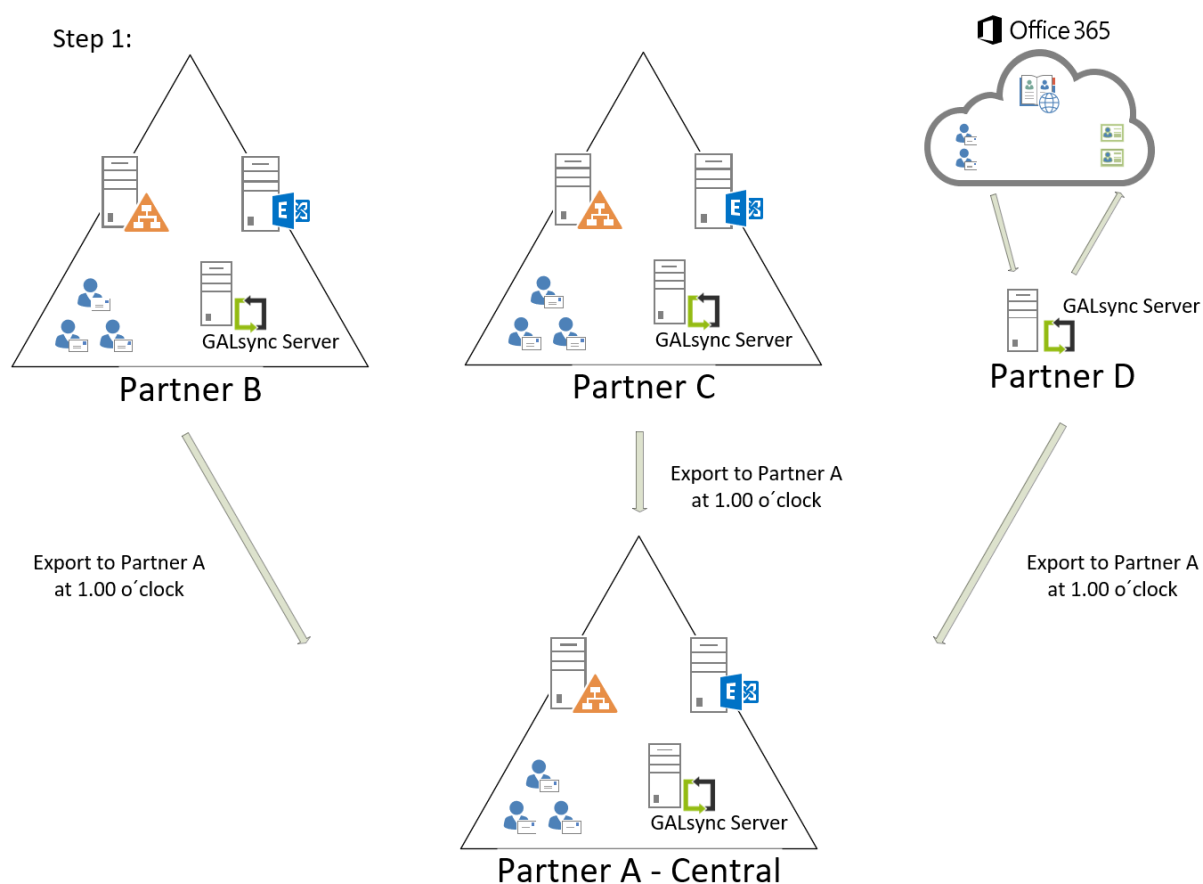 Step 1:
Office 365
GALsync Server
Partner B
GALsync Server
Partner C
GALsync Server
Partner D
Export to Partner A
at 1.00 o´clock
Export to Partner A
at 1.00 o´clock
Export to Partner A
at 1.00 o´clock
GALsync Server
Partner A - Central